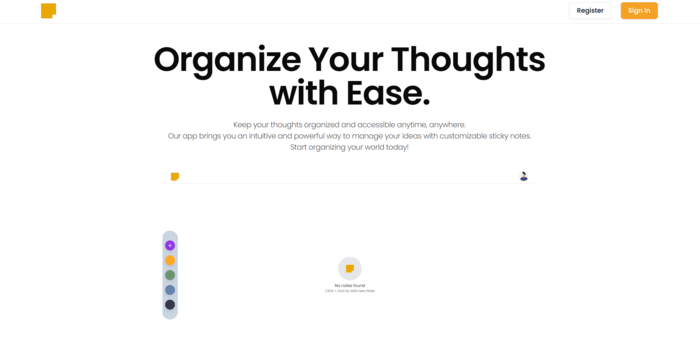 Register
Sign In
Organize Your Thoughts
with Ease.
Keep your thoughts organized and accessible anytime, anywhere.
Our app brings you an intuitive and powerful way to manage your ideas with customizable sticky notes.
Start organizing your world today!
No notes found
Click + icon to add new note